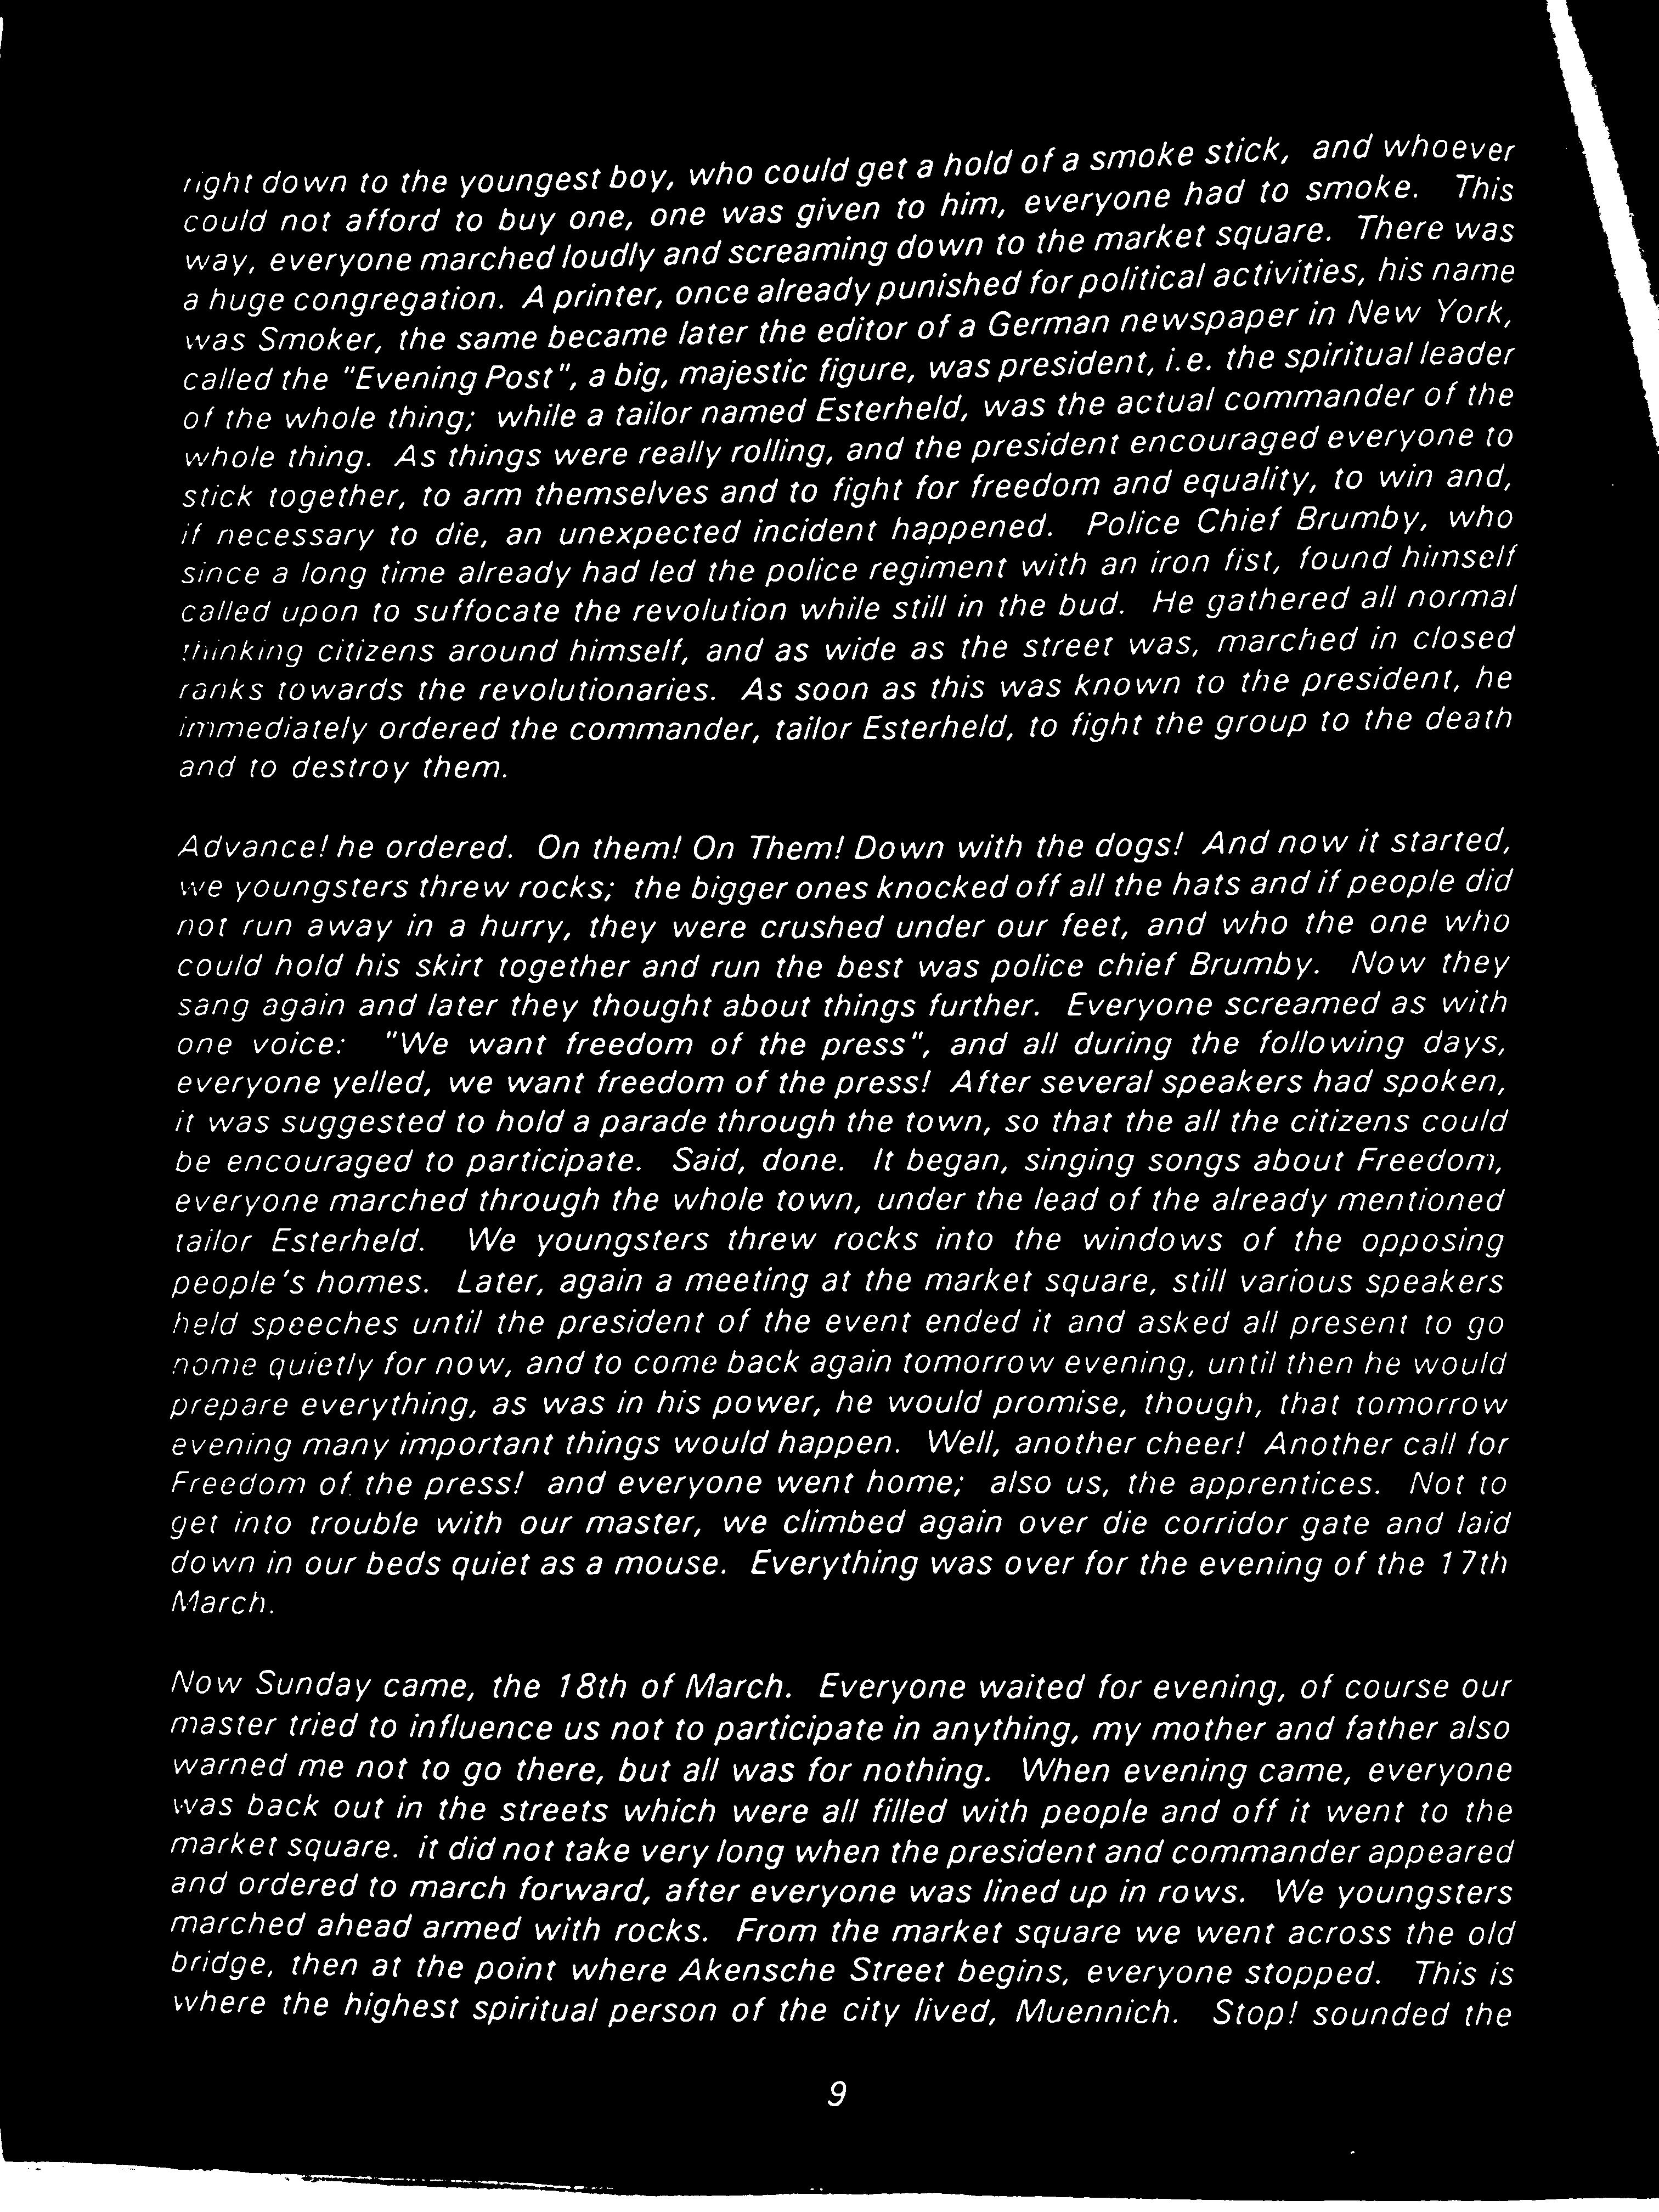 right down to the youngest boy, who could get a hold of a smoke stick, and whoever
could not afford to buy one, one was given to him, everyone had to smoke. This
way, everyone marched loudly and screaming down to the market square. There was
a huge congregation. A printer, once already punished for political activities, his name
was Smoker, the same became later the editor of a German newspaper in New York,
called the "Evening Post", a big, majestic figure, was president, i.e. the spiritual leader
of the whole thing; while a tailor named Esterheld, was the actual commander of the
whole thing. As things were really rolling, and the president encouraged everyone to
stick together, to arm themselves and to fight for freedom and equality, to win and,
if necessary to die, an unexpected incident happened. Police Chief Brumby, who
since a long time already had led the police regiment with an iron fist, found himself
called upon to suffocate the revolution while still in the bud. He gathered all normal
thinking citizens around himself, and as wide as the street was, marched in closed
ranks towards the revolutionaries. As soon as this was known to the president, he
immediately ordered the commander, tailor Esterheld, to fight the group to the death
and to destroy them.
Advance! he ordered. On them! On Them! Down with the dogs! And now it started,
we youngsters threw rocks; the bigger ones knocked off all the hats and if people did
not run away in a hurry, they were crushed under our feet, and who the one who
could hold his skirt together and run the best was police chief Brumby. Now they
sang again and later they thought about things further. Everyone screamed as with
one voice: "We want freedom of the press", and all during the following days,
everyone yelled, we want freedom of the press! After several speakers had spoken,
it was suggested to hold a parade through the town, so that the all the citizens could
be encouraged to participate. Said, done. It began, singing songs about Freedom,
everyone marched through the whole town, under the lead of the already mentioned
tailor Esterheld. We youngsters threw rocks into the windows of the opposing
people's homes. Later, again a meeting at the market square, still various speakers
held speeches until the president of the event ended it and asked all present to go
home quietly for now, and to come back again tomorrow evening, until then he would
prepare everything, as was in his power, he would promise, though, that tomorrow
evening many important things would happen. Well, another cheer! Another call for
Freedom of the press! and everyone went home; also us, the apprentices. Not to
get into trouble with our master, we climbed again over die corridor gate and laid
down in our beds quiet as a mouse. Everything was over for the evening of the 17th
March.
Now Sunday came, the 18th of March. Everyone waited for evening, of course our
master tried to influence us not to participate in anything, my mother and father also
warned me not to go there, but all was for nothing. When evening came, everyone
was back out in the streets which were all filled with people and off it went to the
market square. it did not take very long when the president and commander appeared
and ordered to march forward, after everyone was lined up in rows. We youngsters
marched ahead armed with rocks. From the market square we went across the old
bridge, then at the point where Akensche Street begins, everyone stopped. This is
where the highest spiritual person of the city lived, Muennich. Stop! sounded the
9